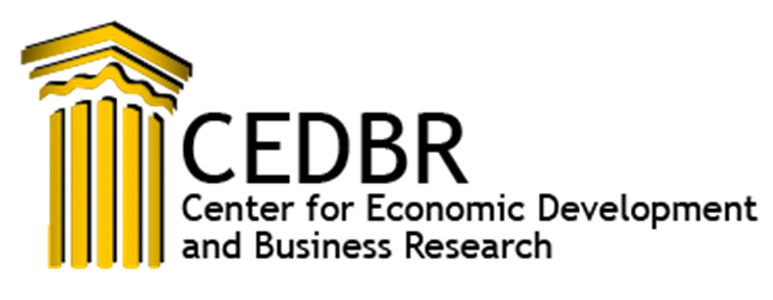 CEDBR
Center for Economic Development
and Business Research